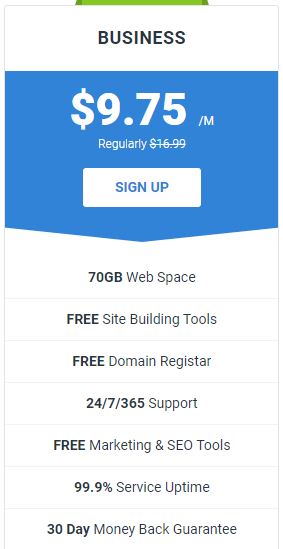 BUSINESS
$9.75 /M
Regularly $16.99
SIGN UP
70GB Web Space
FREE Site Building Tools
FREE Domain Registar
24/7/365 Support
FREE Marketing & SEO Tools
99.9% Service Uptime
30 Day Money Back Guarantee